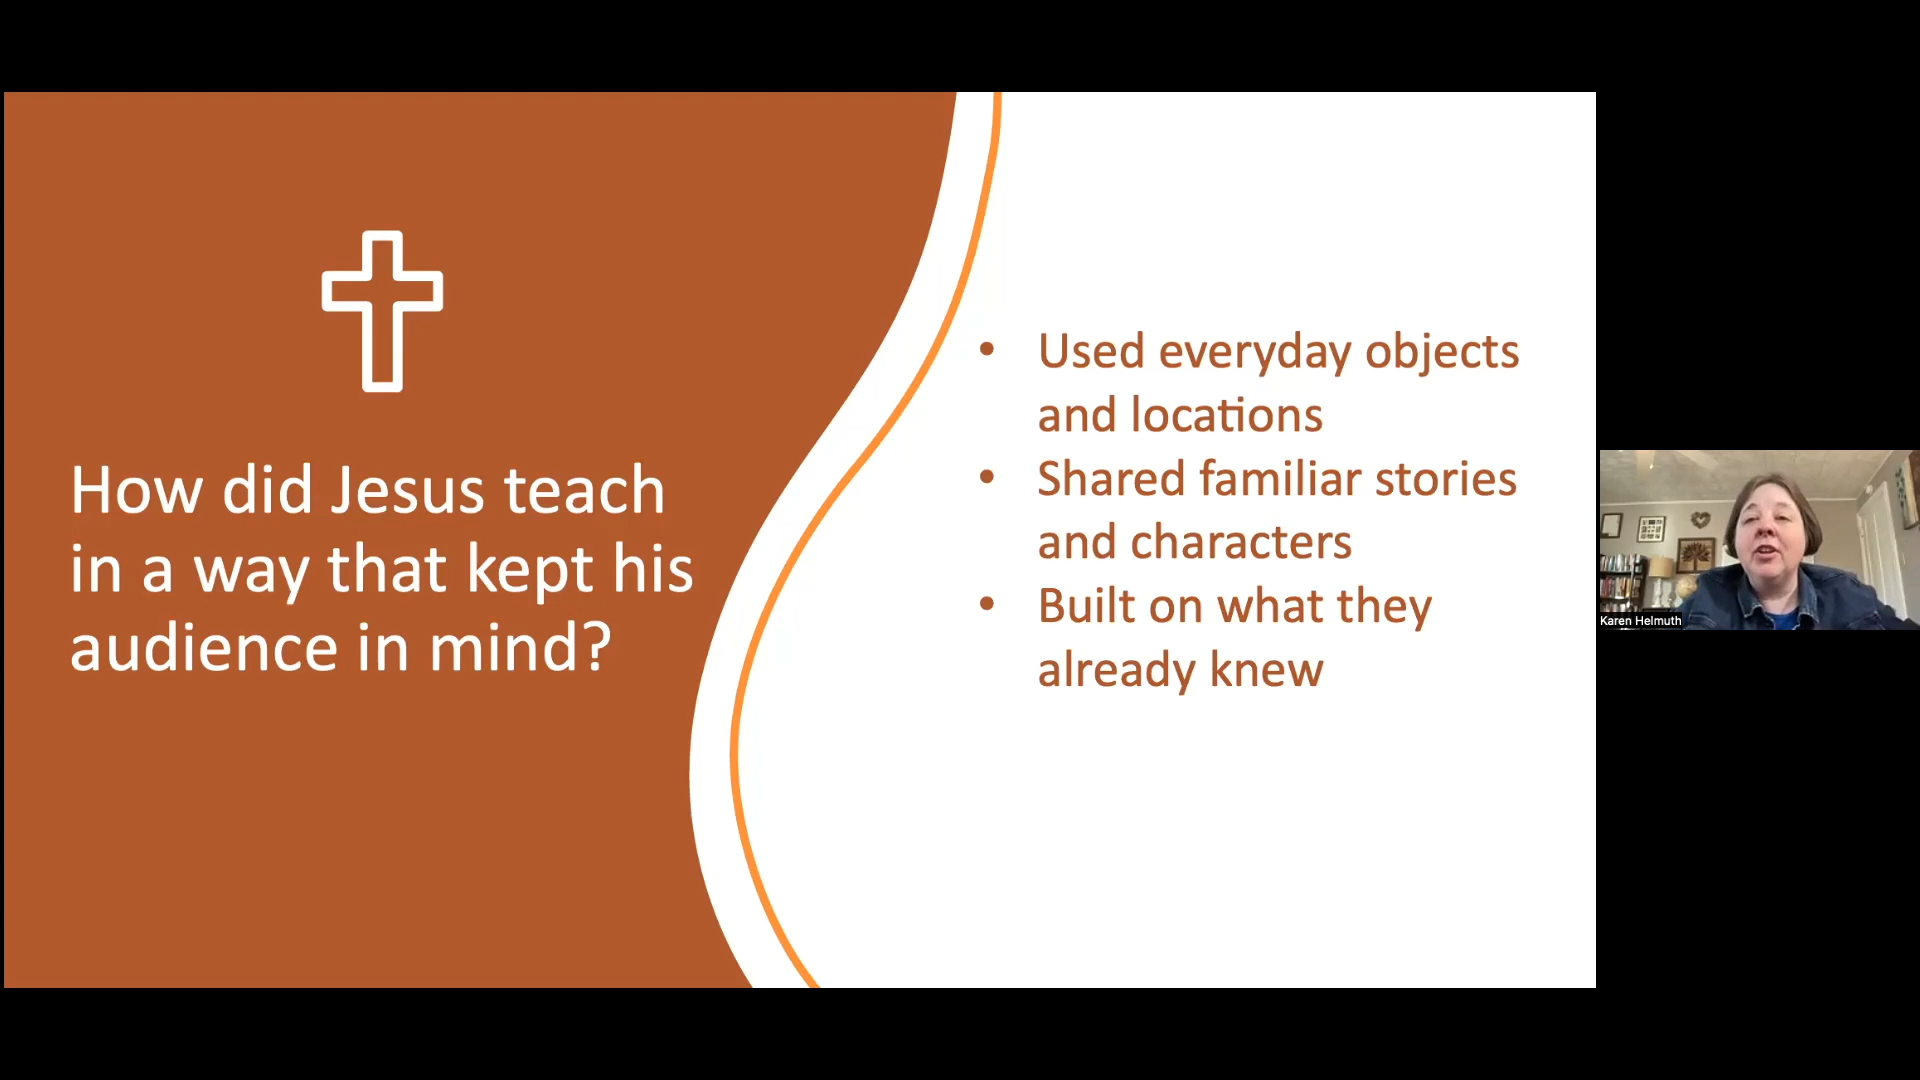 How did Jesus teach
in a way that kept his
audience in mind?
• Used everyday objects
and locations
• Shared familiar stories
and characters
• Built on what they
already knew
Karen Helmuth